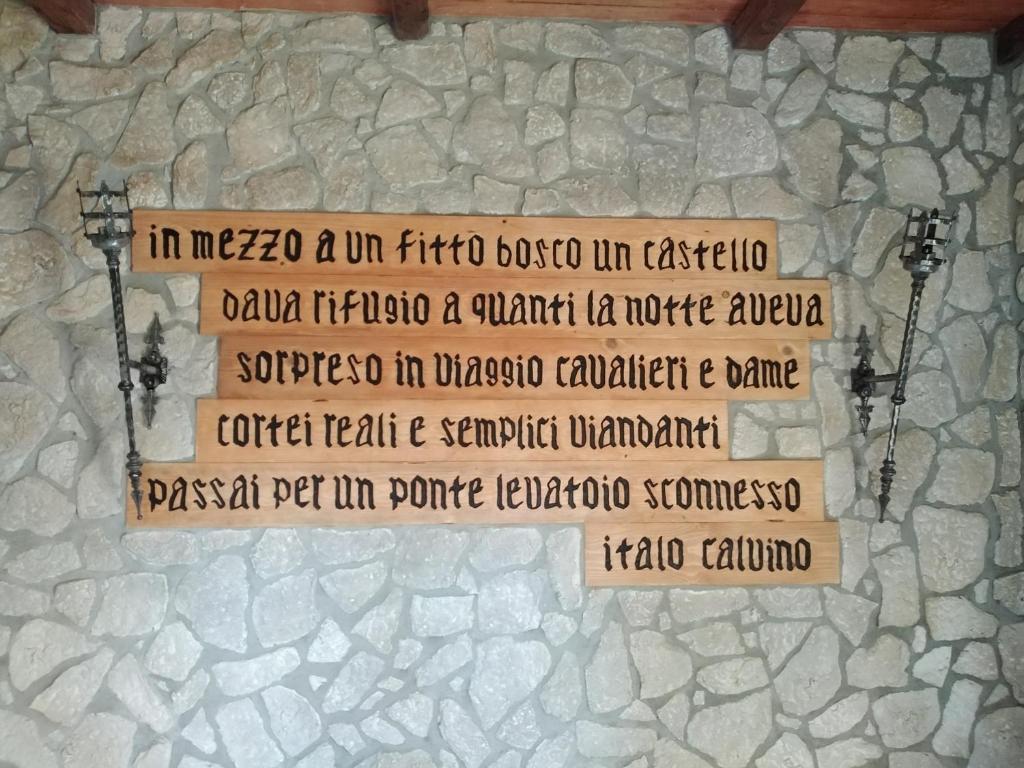 in mezzo a un fitto bosco un castello
dava rifugio a quanti la notte aveva
sorpreso in viaggio cavalieri e dame
cortei reali e semplici viandanti
passai per un ponte levatoio sconnesso
italo calvino